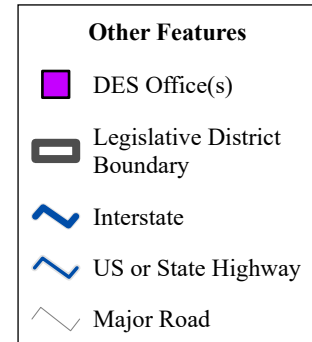 Other Features
DES Office(s)
Legislative District
Boundary
Interstate
US or State Highway
Major Road